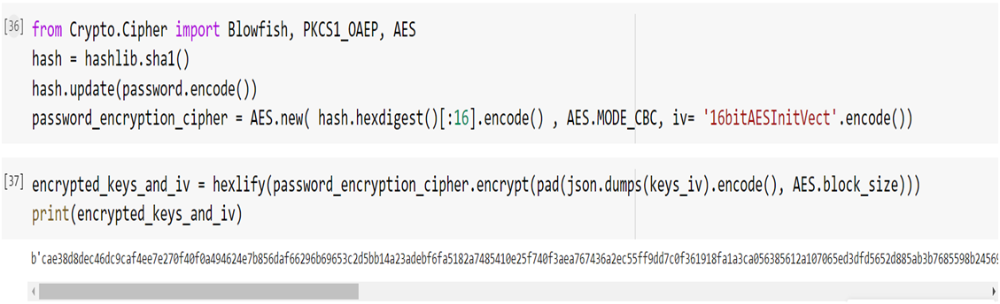 [36] from Crypto.Cipher import Blowfish, PKCS1_OAEP, AES
hash = hashlib.sha1()
hash.update(password.encode())
password_encryption_cipher = AES.new( hash.hexdigest()[:16].encode() , AES.MODE_CBC, iv= '16bitAESInitVect'.encode())
[37] encrypted_keys_and_iv = hexlify(password_encryption_cipher.encrypt(pad(json.dumps(keys_iv).encode(), AES.block_size)))
print(encrypted_keys_and_iv)
b'cae38d8dec46dc9caf4ee7e270f40f0a494624e7b856daf66296b69653c2d5bb14a23adebf6fa5182a7485410e25f740f3aea767436a2ec55ff9dd7c0f361918fa1a3ca056385612a107065ed3dfd5652d885ab3b7685598b24569